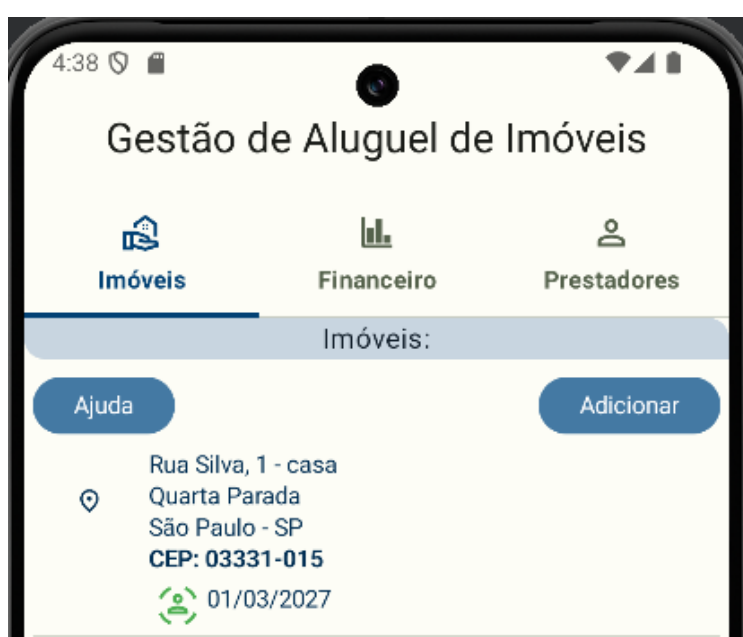 4:38
Gestão de Aluguel de Imóveis
Imóveis
Financeiro
Prestadores
Imóveis:
Ajuda
Adicionar
Rua Silva, 1 - casa
Quarta Parada
São Paulo - SP
CEP: 03331-015
01/03/2027